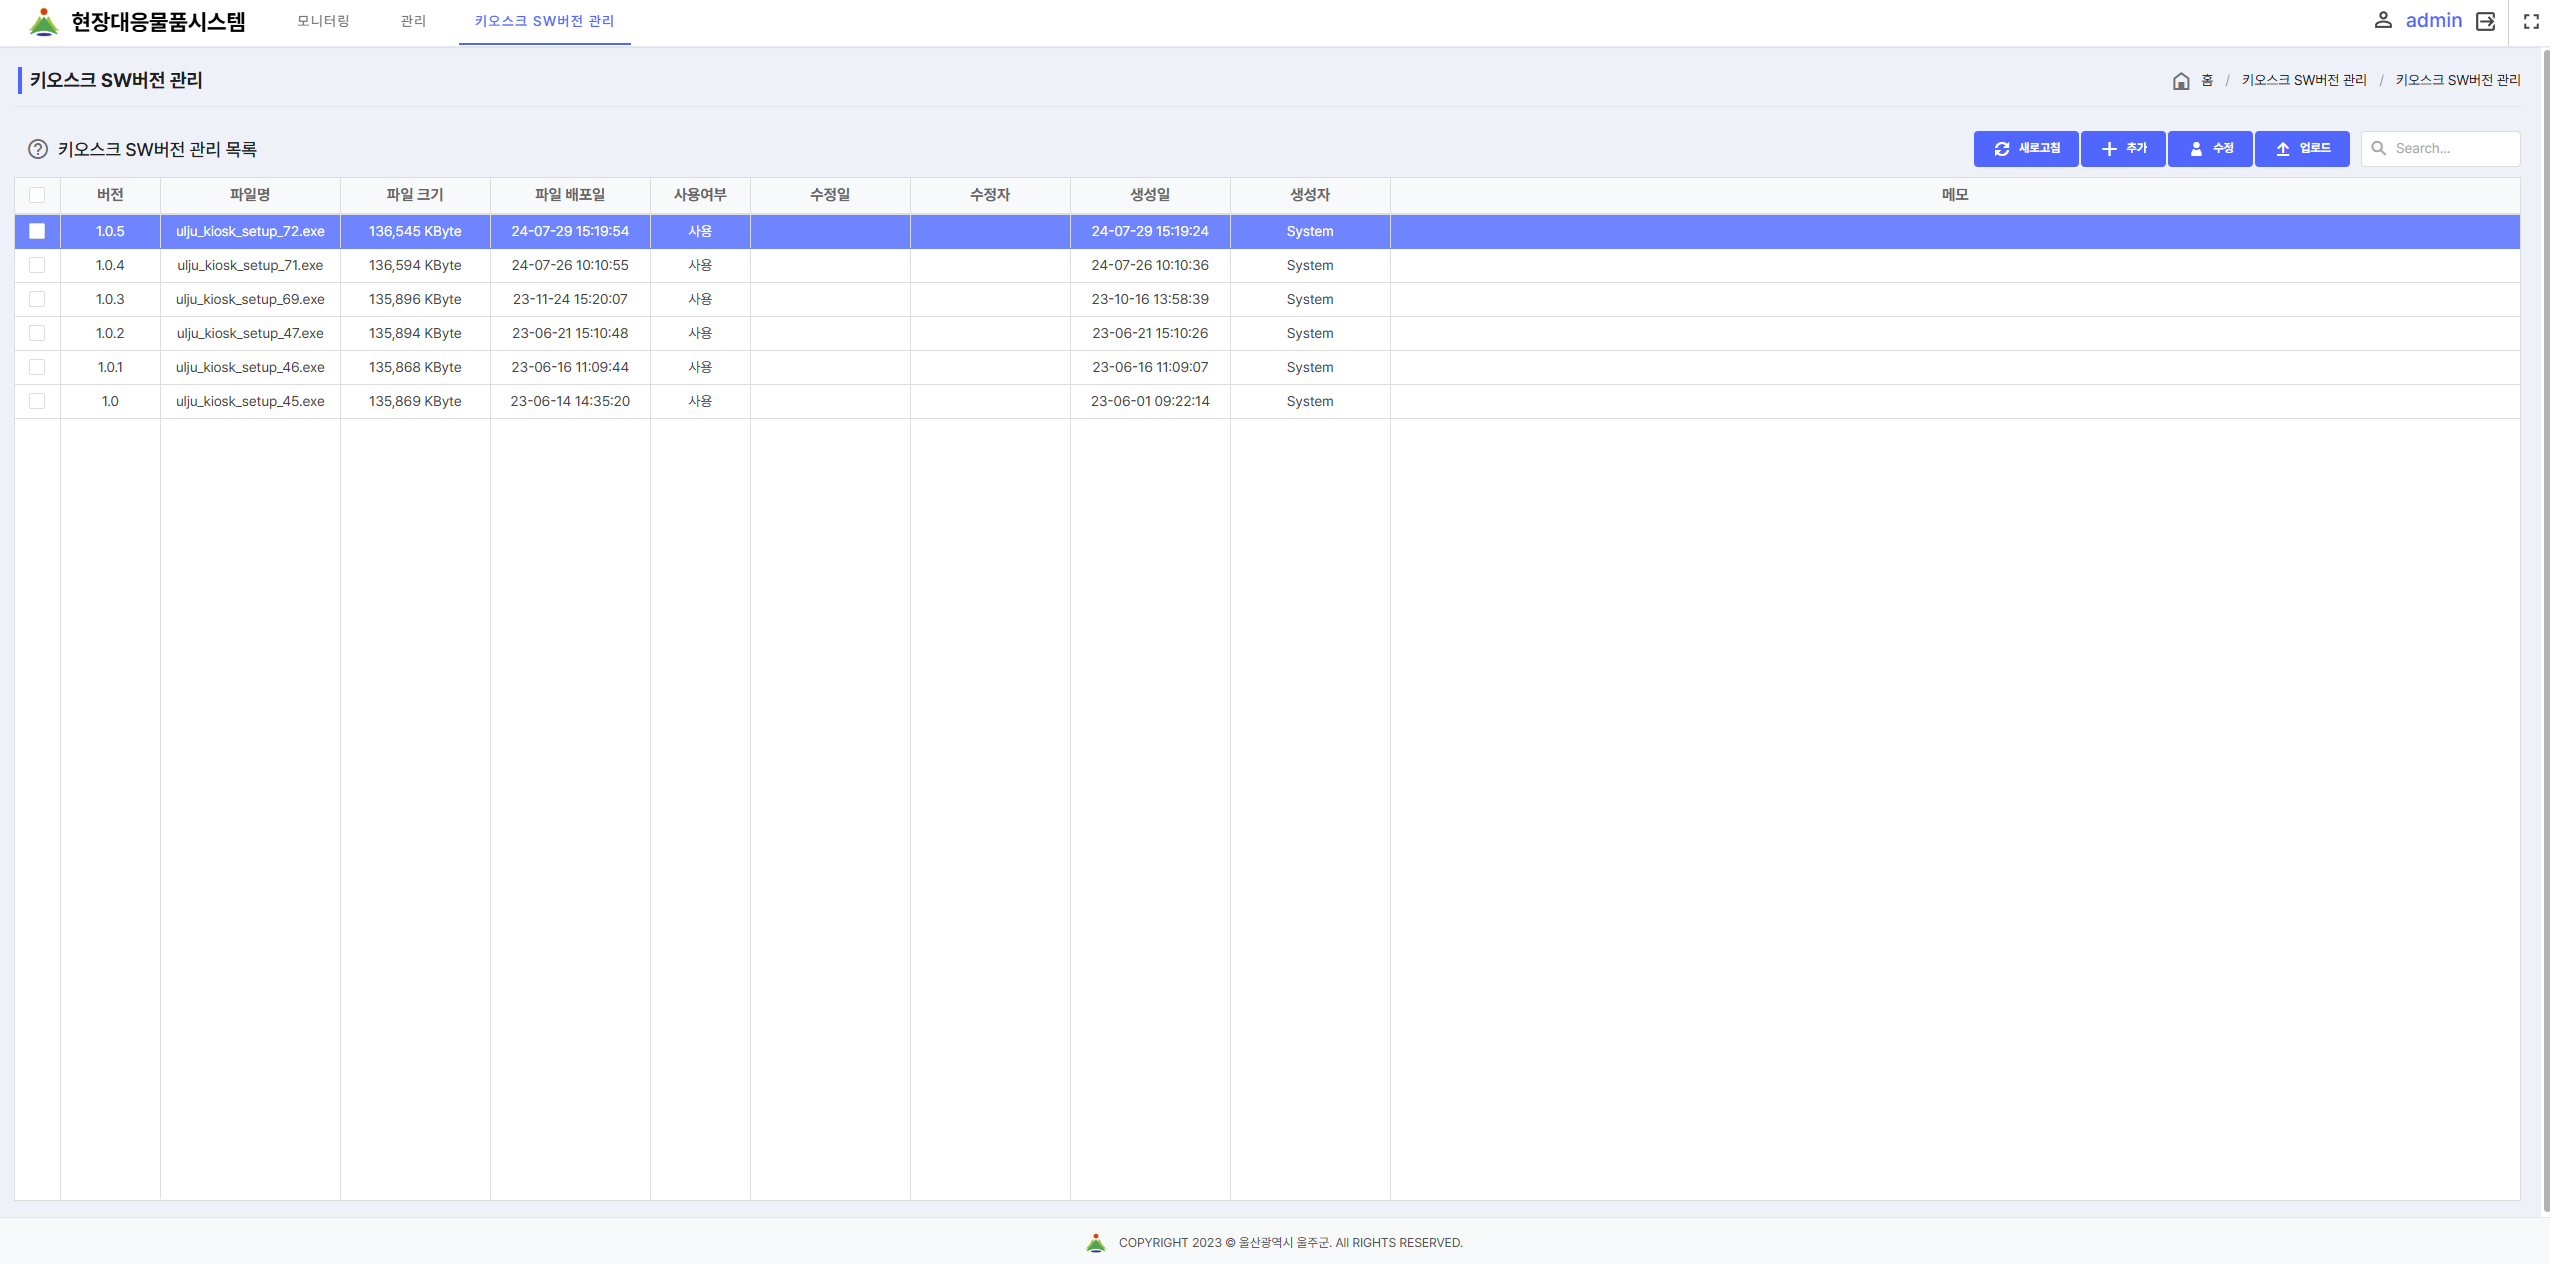 현장대응물품시스템 모니터링 관리 키오스크 SW버전 관리 admin
키오스크 SW버전 관리 홈 / 키오스크 SW버전 관리 / 키오스크 SW버전 관리
키오스크 SW버전 관리 목록 새로고침 추가 수정 업로드 Search...
버전 파일명 파일 크기 파일 배포일 사용여부 수정일 수정자 생성일 생성자 메모
1.0.5 ulju_kiosk_setup_72.exe 136,545 KByte 24-07-29 15:19:54 사용 24-07-29 15:19:24 System
1.0.4 ulju_kiosk_setup_71.exe 136,594 KByte 24-07-26 10:10:55 사용 24-07-26 10:10:36 System
1.0.3 ulju_kiosk_setup_69.exe 135,896 KByte 23-11-24 15:20:07 사용 23-10-16 13:58:39 System
1.0.2 ulju_kiosk_setup_47.exe 135,894 KByte 23-06-21 15:10:48 사용 23-06-21 15:10:26 System
1.0.1 ulju_kiosk_setup_46.exe 135,868 KByte 23-06-16 11:09:44 사용 23-06-16 11:09:07 System
1.0 ulju_kiosk_setup_45.exe 135,869 KByte 23-06-14 14:35:20 사용 23-06-01 09:22:14 System
COPYRIGHT 2023 © 울산광역시 울주군. All RIGHTS RESERVED.